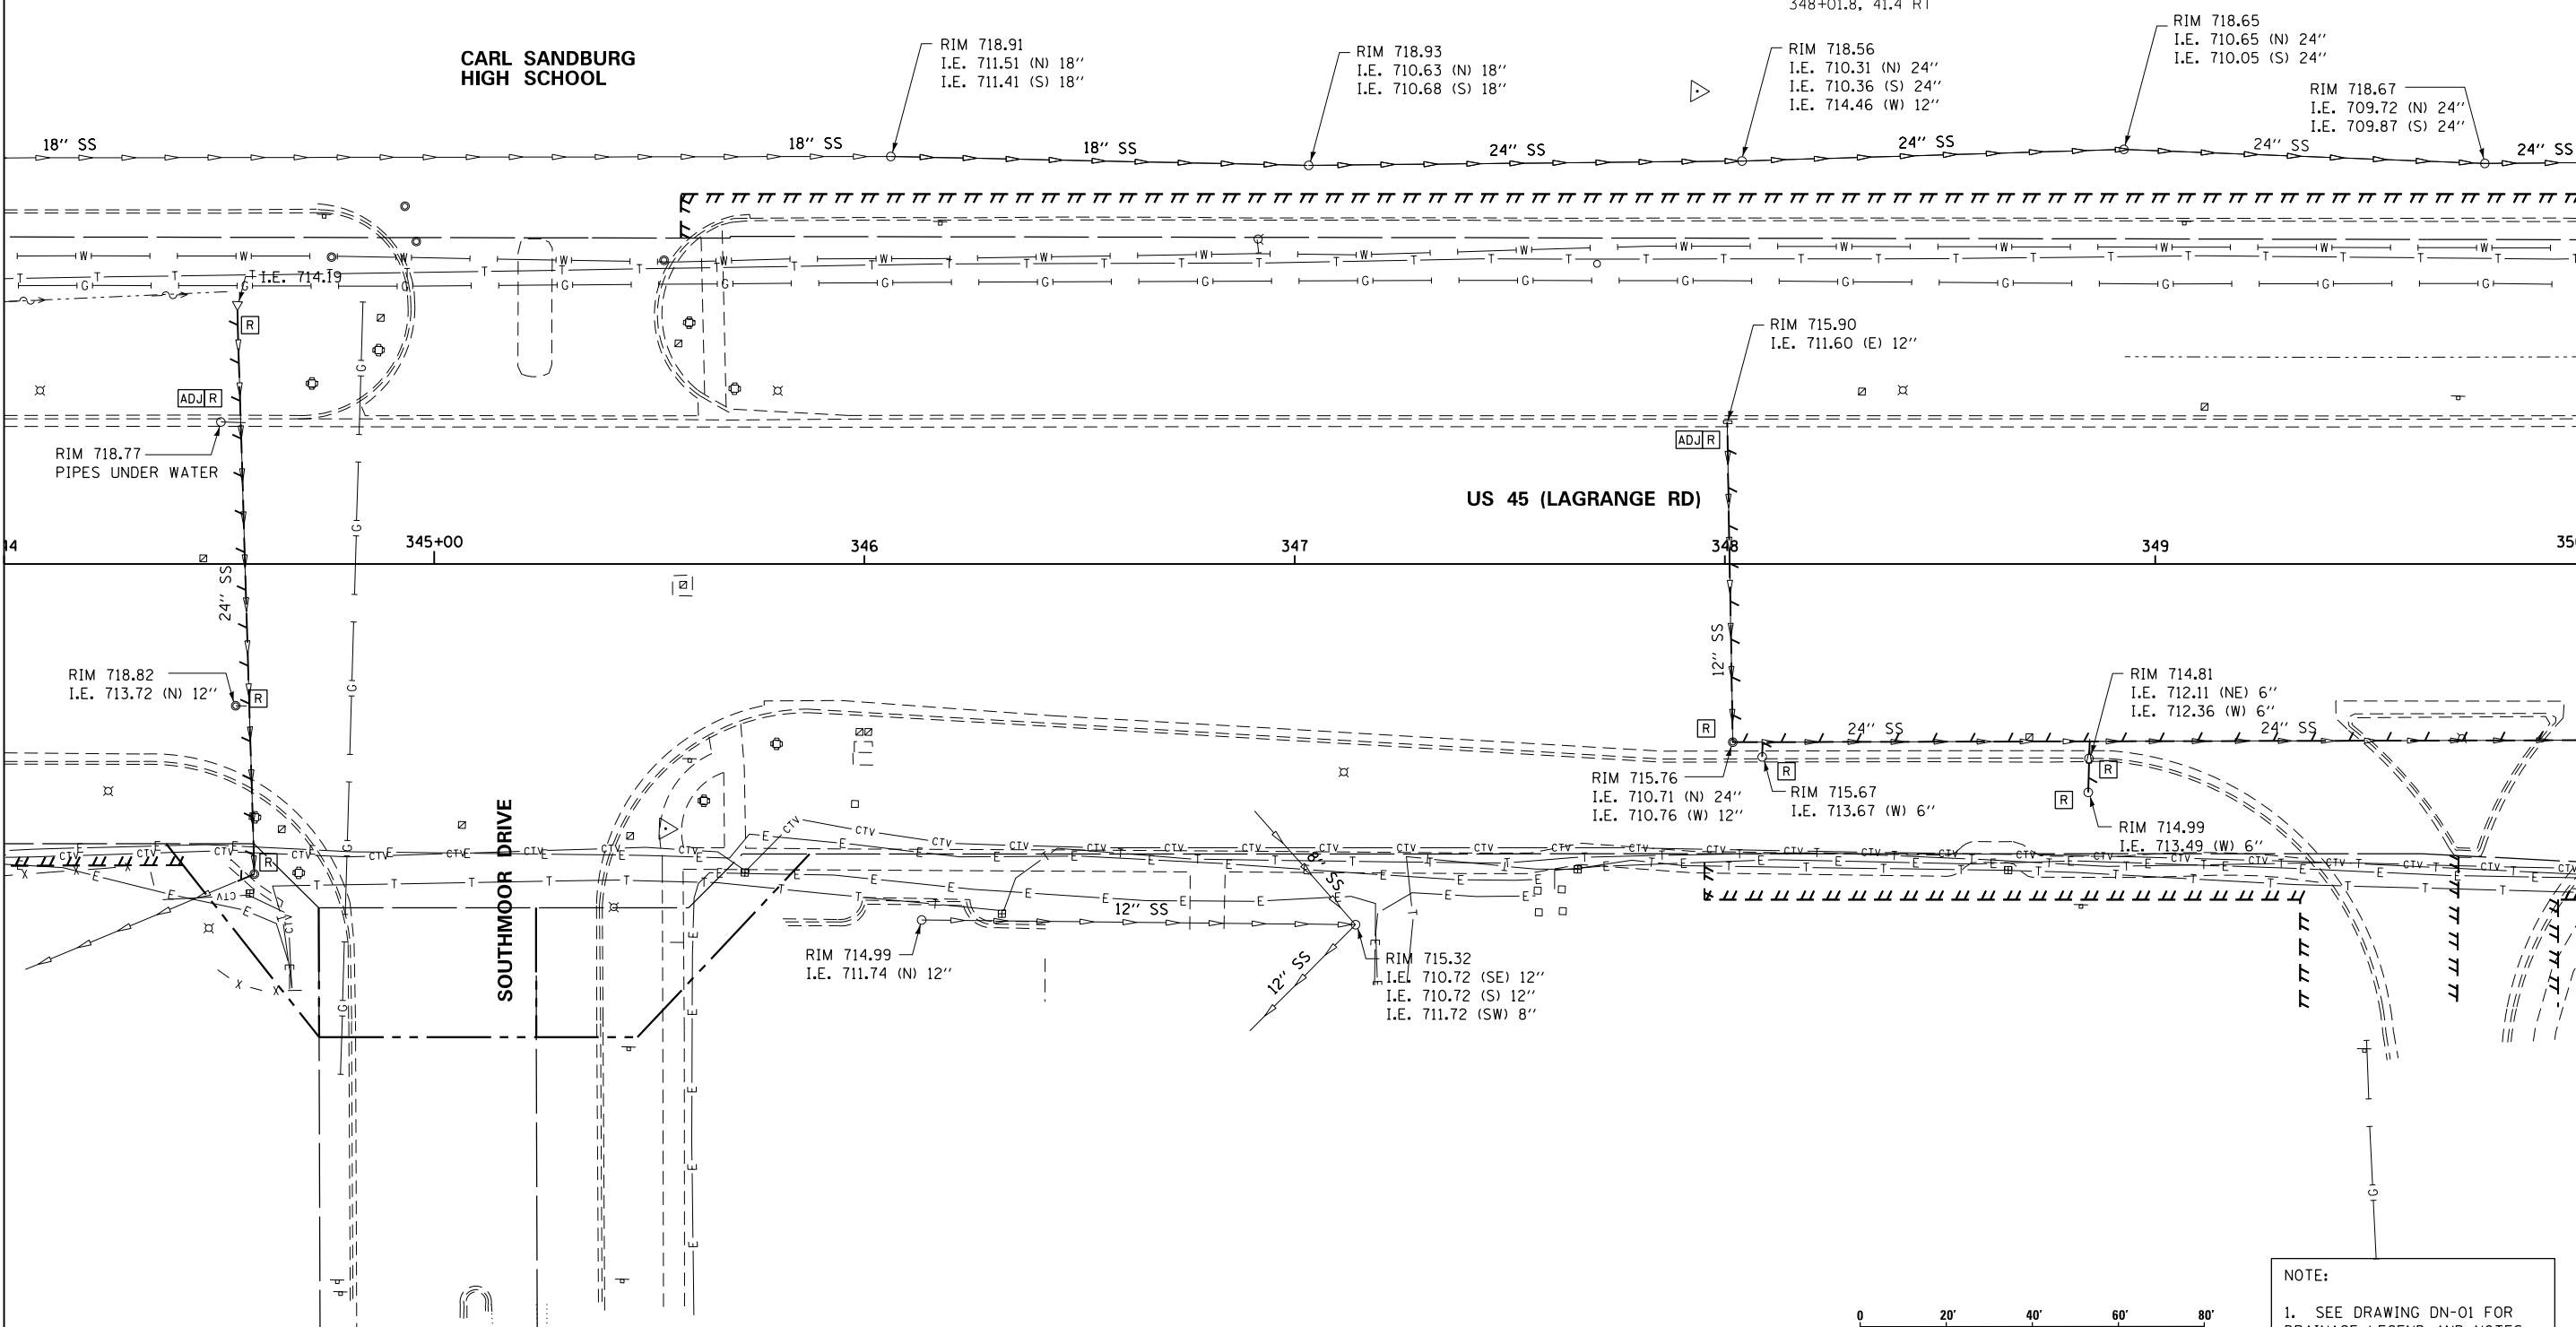 348+01.8, 41.4 RT
CARL SANDBURG
HIGH SCHOOL
RIM 718.91
I.E. 711.51 (N) 18''
I.E. 711.41 (S) 18''
RIM 718.93
I.E. 710.63 (N) 18''
I.E. 710.68 (S) 18''
RIM 718.56
I.E. 710.31 (N) 24''
I.E. 710.36 (S) 24''
I.E. 714.46 (W) 12''
RIM 718.65
I.E. 710.65 (N) 24''
I.E. 710.05 (S) 24''
RIM 718.67
I.E. 709.72 (N) 24''
I.E. 709.87 (S) 24''
18'' SS
18'' SS
18'' SS
24'' SS
24'' SS
24'' SS
24'' SS
I.E. 714.19
R
ADJ R
RIM 718.77
PIPES UNDER WATER
RIM 715.90
I.E. 711.60 (E) 12''
ADJ R
US 45 (LAGRANGE RD)
345+00
346
347
348
349
24'' SS
12'' SS
RIM 718.82
I.E. 713.72 (N) 12''
R
R
24'' SS
24'' SS
RIM 714.81
I.E. 712.11 (NE) 6''
I.E. 712.36 (W) 6''
RIM 715.76
I.E. 710.71 (N) 24''
I.E. 710.76 (W) 12''
R
RIM 715.67
I.E. 713.67 (W) 6''
R
R
RIM 714.99
I.E. 713.49 (W) 6''
R
SOUTHMOOR DRIVE
8'' SS
12'' SS
12'' SS
RIM 714.99
I.E. 711.74 (N) 12''
RIM 715.32
I.E. 710.72 (SE) 12''
I.E. 710.72 (S) 12''
I.E. 711.72 (SW) 8''
NOTE:
1. SEE DRAWING DN-01 FOR
DRAINAGE LEGEND AND NOTES
0 20' 40' 60' 80'